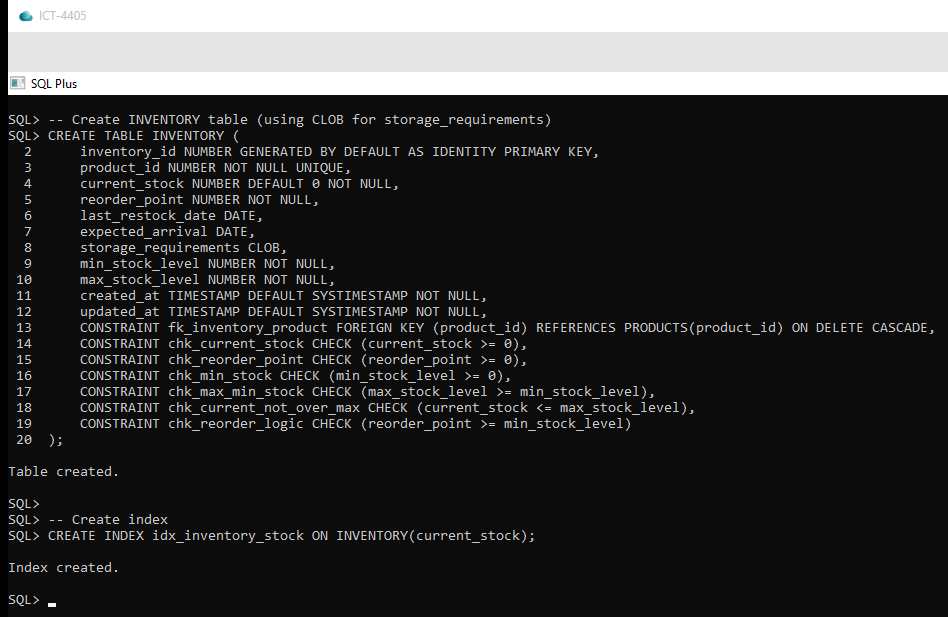 ICT-4405
SQL Plus
SQL> -- Create INVENTORY table (using CLOB for storage_requirements)
SQL> CREATE TABLE INVENTORY (
  2      inventory_id NUMBER GENERATED BY DEFAULT AS IDENTITY PRIMARY KEY,
  3      product_id NUMBER NOT NULL UNIQUE,
  4      current_stock NUMBER DEFAULT 0 NOT NULL,
  5      reorder_point NUMBER NOT NULL,
  6      last_restock_date DATE,
  7      expected_arrival DATE,
  8      storage_requirements CLOB,
  9      min_stock_level NUMBER NOT NULL,
 10      max_stock_level NUMBER NOT NULL,
 11      created_at TIMESTAMP DEFAULT SYSTIMESTAMP NOT NULL,
 12      updated_at TIMESTAMP DEFAULT SYSTIMESTAMP NOT NULL,
 13      CONSTRAINT fk_inventory_product FOREIGN KEY (product_id) REFERENCES PRODUCTS(product_id) ON DELETE CASCADE,
 14      CONSTRAINT chk_current_stock CHECK (current_stock >= 0),
 15      CONSTRAINT chk_reorder_point CHECK (reorder_point >= 0),
 16      CONSTRAINT chk_min_stock CHECK (min_stock_level >= 0),
 17      CONSTRAINT chk_max_min_stock CHECK (max_stock_level >= min_stock_level),
 18      CONSTRAINT chk_current_not_over_max CHECK (current_stock <= max_stock_level),
 19      CONSTRAINT chk_reorder_logic CHECK (reorder_point >= min_stock_level)
 20  );
Table created.
SQL>
SQL> -- Create index
SQL> CREATE INDEX idx_inventory_stock ON INVENTORY(current_stock);
Index created.
SQL>